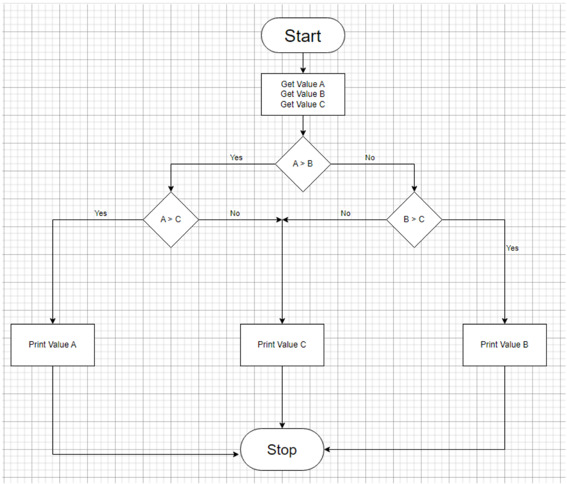 Start
Get Value A
Get Value B
Get Value C
Yes
A > B
No
Yes
A > C
No
No
B > C
Yes
Print Value A
Print Value C
Print Value B
Stop